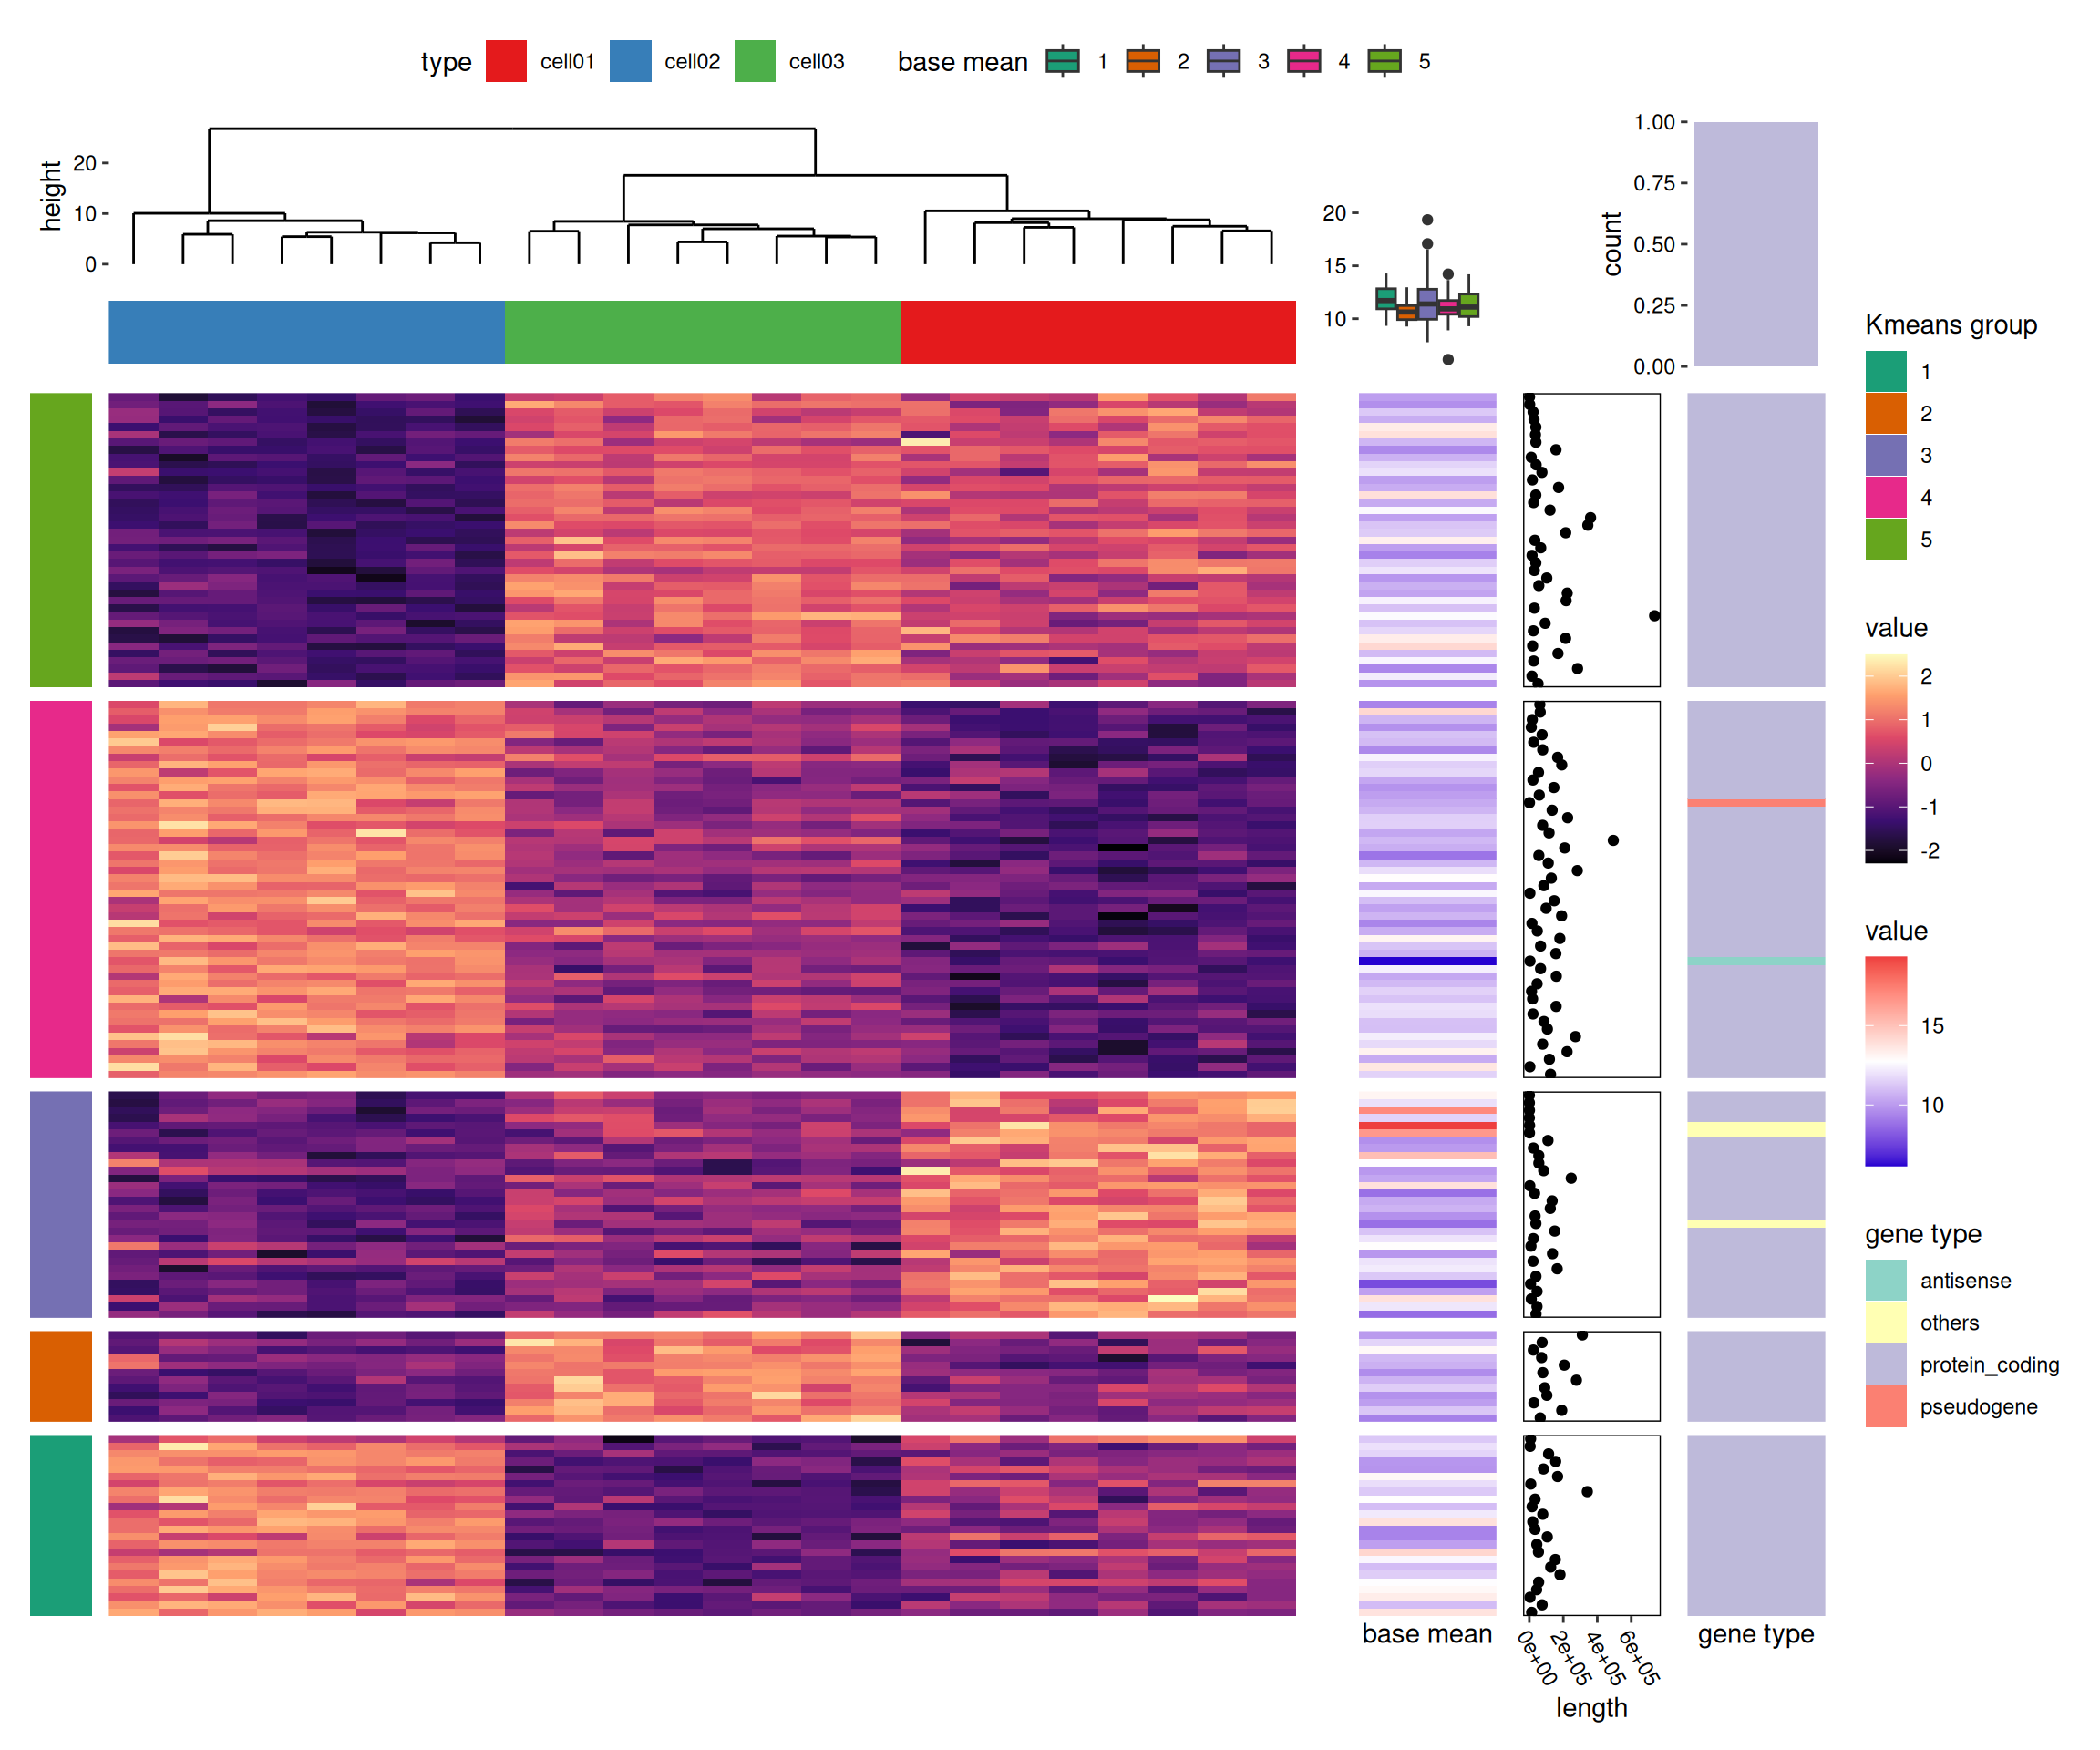 type cell01 cell02 cell03 base mean 1 2 3 4 5
height
20
10
0
20
15
10
count
1.00
0.75
0.50
0.25
0.00
Kmeans group
1
2
3
4
5
value
2
1
0
-1
-2
value
15
10
gene type
antisense
others
protein_coding
pseudogene
base mean
0e+00
2e+05
4e+05
6e+05
length
gene type